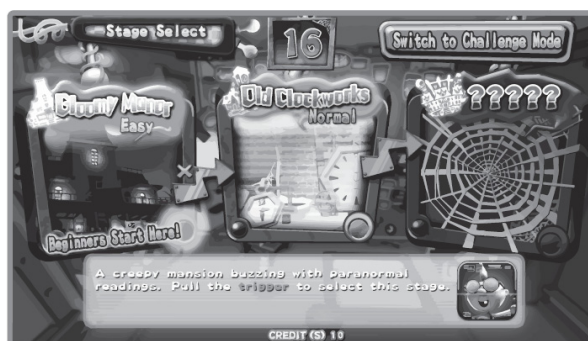 Stage Select
16
Switch to Challenge Mode
Gloomy Manor
Easy
Old Clockworks
Normal
?????
Beginners Start Here!
A creepy mansion buzzing with paranormal
readings. Pull the trigger to select this stage.
CREDIT(S) 10